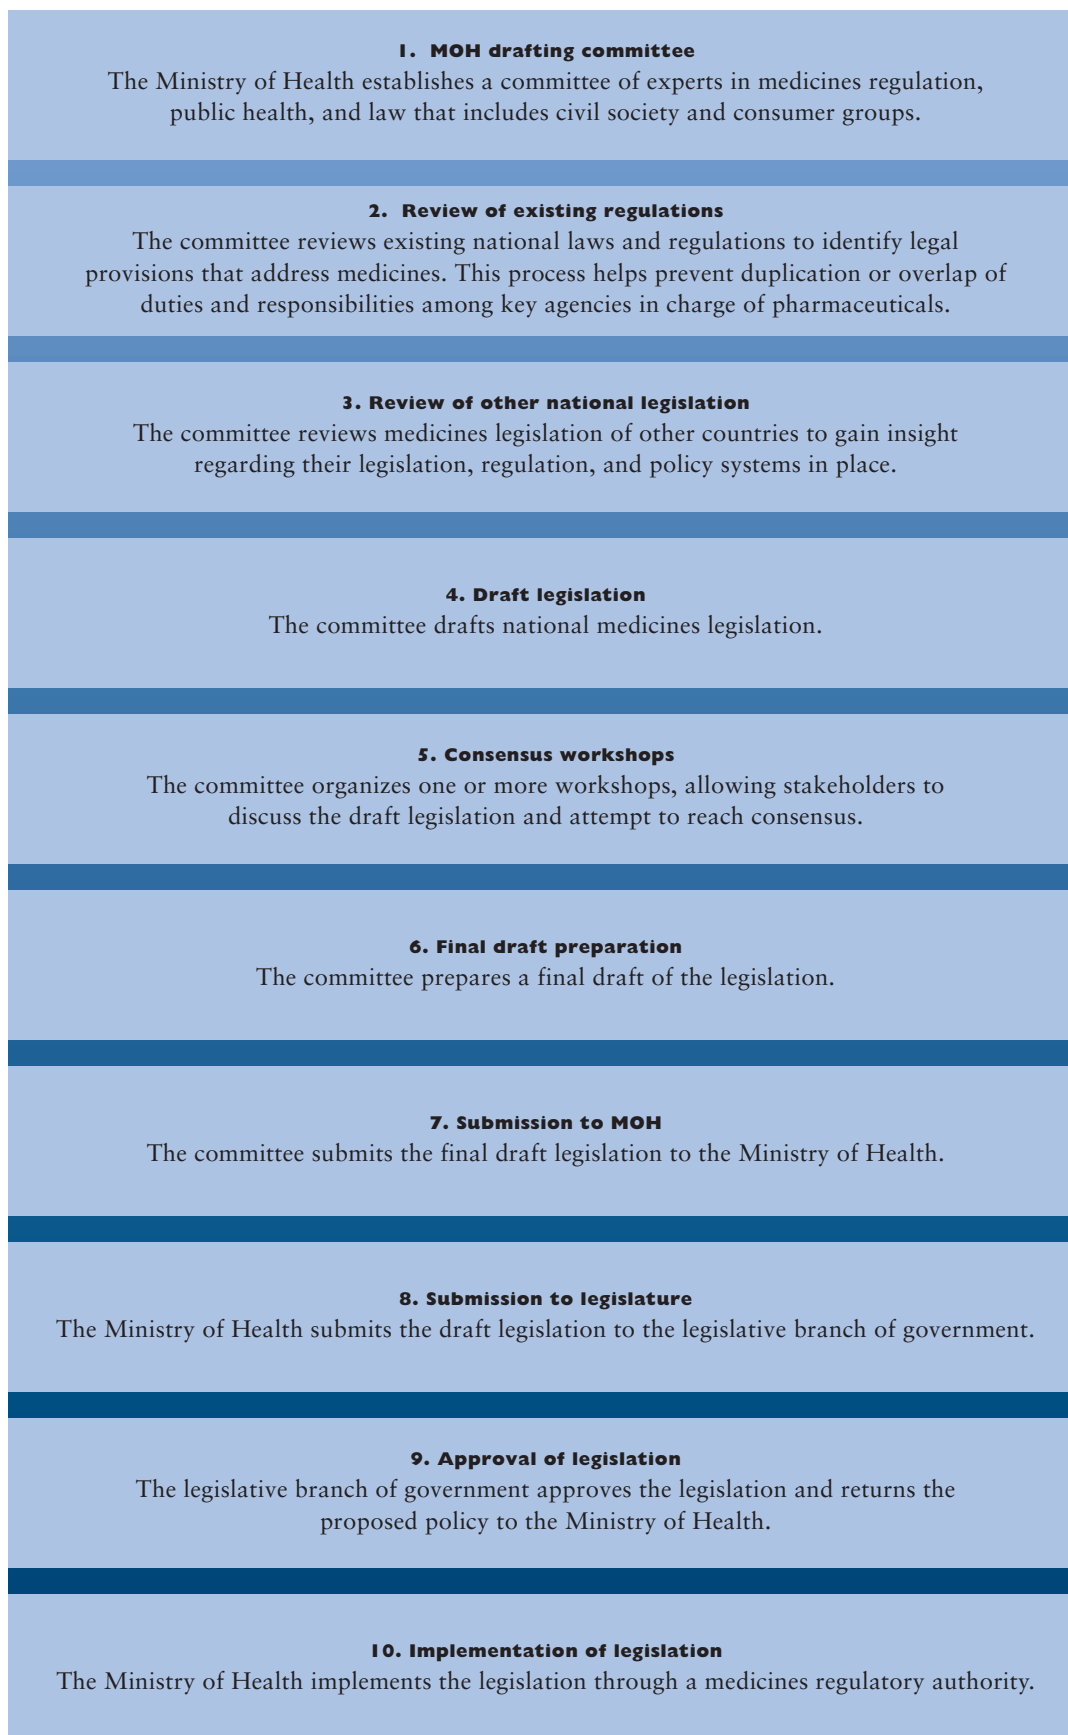 1. MOH drafting committee
The Ministry of Health establishes a committee of experts in medicines regulation,
public health, and law that includes civil society and consumer groups.
2. Review of existing regulations
The committee reviews existing national laws and regulations to identify legal
provisions that address medicines. This process helps prevent duplication or overlap of
duties and responsibilities among key agencies in charge of pharmaceuticals.
3. Review of other national legislation
The committee reviews medicines legislation of other countries to gain insight
regarding their legislation, regulation, and policy systems in place.
4. Draft legislation
The committee drafts national medicines legislation.
5. Consensus workshops
The committee organizes one or more workshops, allowing stakeholders to
discuss the draft legislation and attempt to reach consensus.
6. Final draft preparation
The committee prepares a final draft of the legislation.
7. Submission to MOH
The committee submits the final draft legislation to the Ministry of Health.
8. Submission to legislature
The Ministry of Health submits the draft legislation to the legislative branch of government.
9. Approval of legislation
The legislative branch of government approves the legislation and returns the
proposed policy to the Ministry of Health.
10. Implementation of legislation
The Ministry of Health implements the legislation through a medicines regulatory authority.